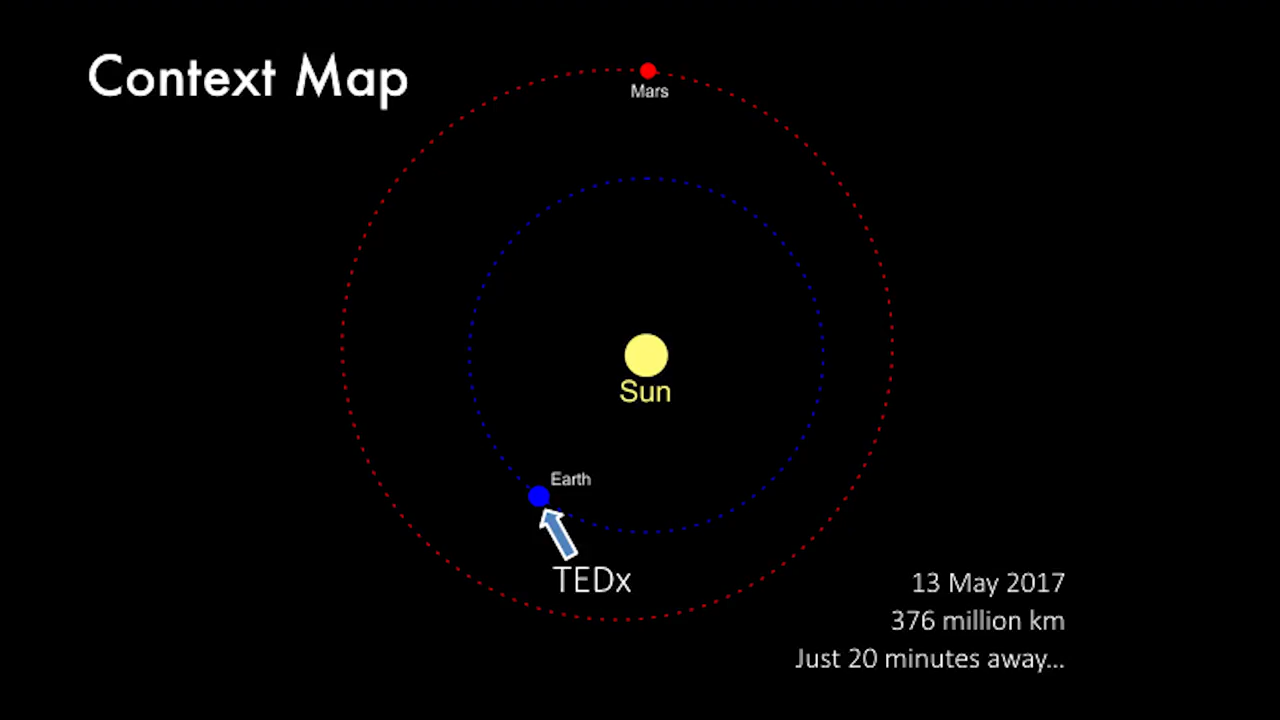 Context Map
Mars
Sun
Earth
TEDx
13 May 2017
376 million km
Just 20 minutes away...